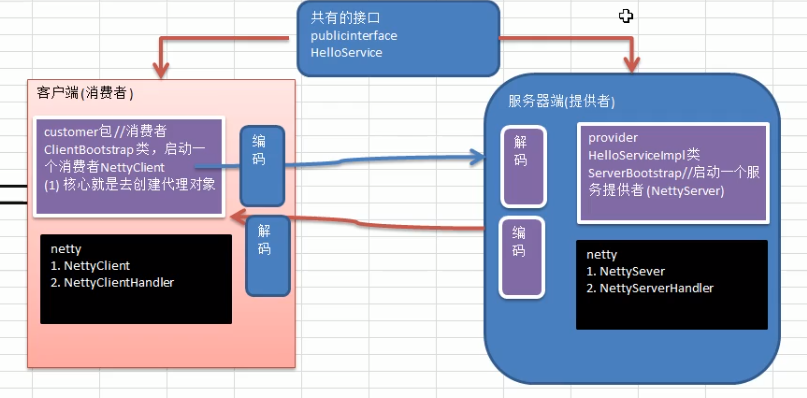 共有的接口
publicinterface
HelloService
客户端(消费者)
customer包//消费者
ClientBootstrap类，启动一
个消费者NettyClient
(1) 核心就是去创建代理对象
编
码
解
码
netty
1. NettyClient
2. NettyClientHandler
服务器端(提供者)
解
码
编
码
provider
HelloServiceImpl类
ServerBootstrap//启动一个服
务提供者(NettyServer)
netty
1. NettySever
2. NettyServerHandler